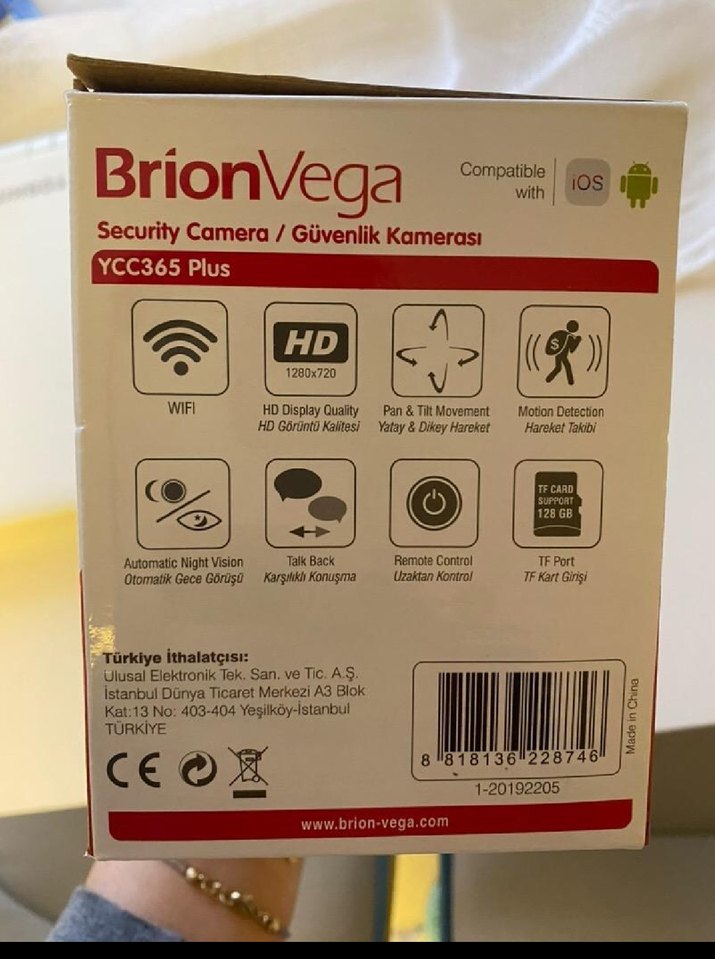 BrionVega
Compatible
with
iOS
Security Camera / Güvenlik Kamerası
YCC365 Plus
HD
1280x720
$
WIFI
HD Display Quality
HD Görüntü Kalitesi
Pan & Tilt Movement
Yatay & Dikey Hareket
Motion Detection
Hareket Takibi
TF CARD
SUPPORT
128 GB
Automatic Night Vision
Otomatik Gece Görüşü
Talk Back
Karşılıklı Konuşma
Remote Control
Uzaktan Kontrol
TF Port
TF Kart Girişi
Türkiye İthalatçısı:
Ulusal Elektronik Tek. San. ve Tic. A.Ş.
İstanbul Dünya Ticaret Merkezi A3 Blok
Kat:13 No: 403-404 Yeşilköy-İstanbul
TÜRKİYE
CE
8 818136 228746
Made in China
1-20192205
www.brion-vega.com